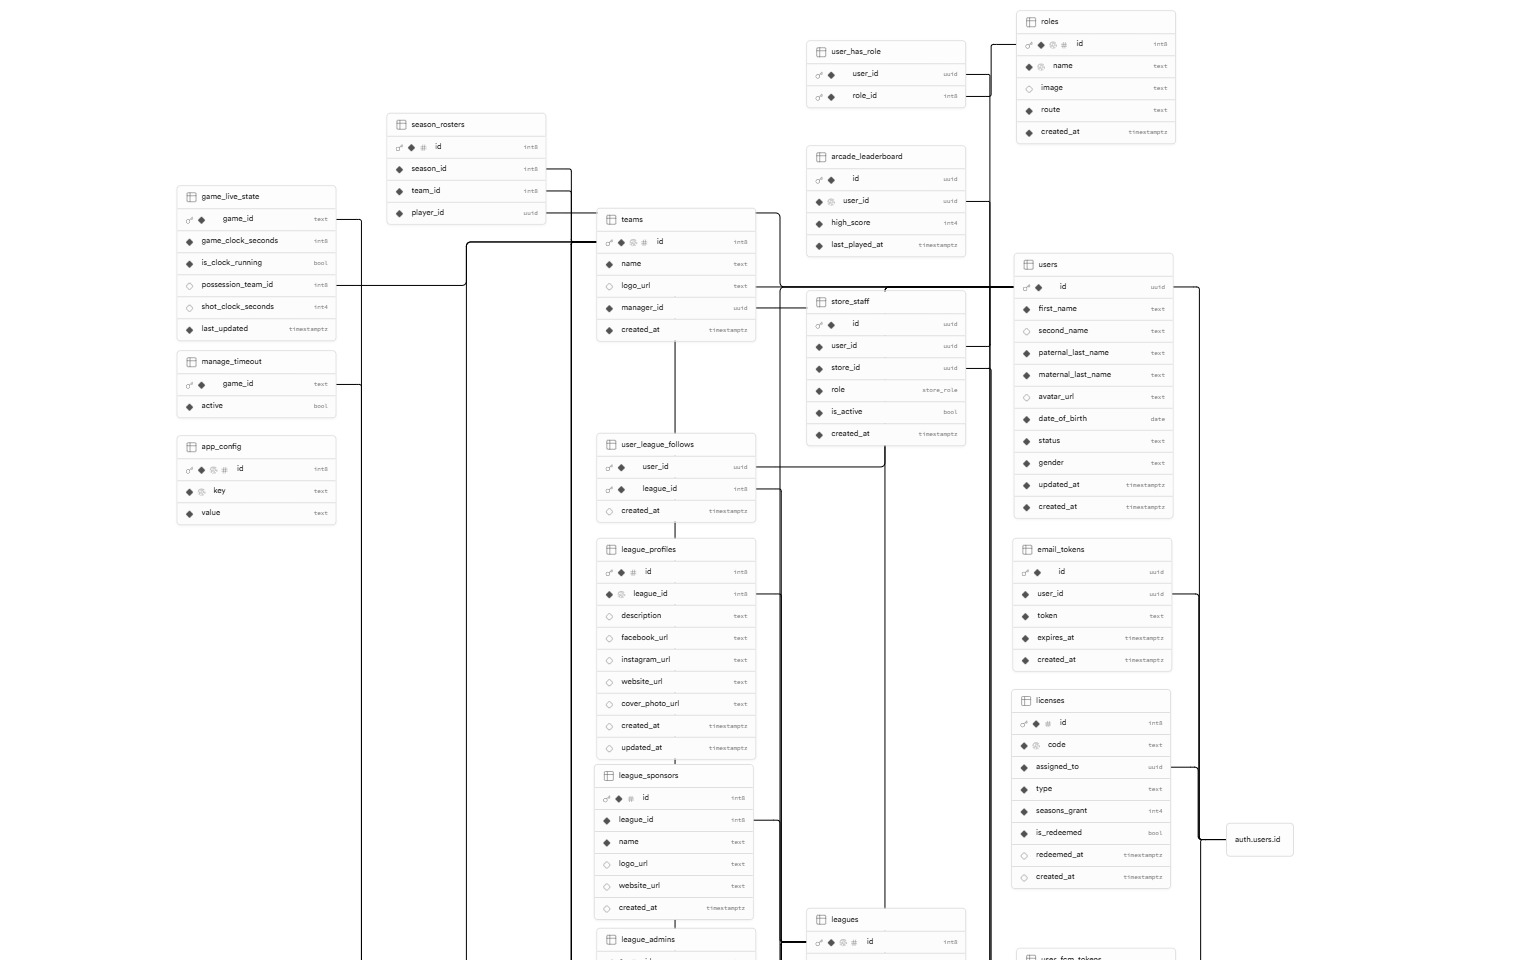 roles
id int8
name text
image text
route text
created_at timestamptz
user_has_role
user_id uuid
role_id int8
season_rosters
id int8
season_id int8
team_id int8
player_id uuid
arcade_leaderboard
id uuid
user_id uuid
high_score int4
last_played_at timestamptz
game_live_state
game_id text
game_clock_seconds int8
is_clock_running bool
possession_team_id int8
shot_clock_seconds int4
last_updated timestamptz
teams
id int8
name text
logo_url text
manager_id uuid
created_at timestamptz
users
id uuid
first_name text
second_name text
paternal_last_name text
maternal_last_name text
avatar_url text
date_of_birth date
status text
gender text
updated_at timestamptz
created_at timestamptz
store_staff
id uuid
user_id uuid
store_id uuid
role store_role
is_active bool
created_at timestamptz
manage_timeout
game_id text
active bool
app_config
id int8
key text
value text
user_league_follows
user_id uuid
league_id int8
created_at timestamptz
league_profiles
id int8
league_id int8
description text
facebook_url text
instagram_url text
website_url text
cover_photo_url text
created_at timestamptz
updated_at timestamptz
email_tokens
id uuid
user_id uuid
token text
expires_at timestamptz
created_at timestamptz
licenses
id int8
code text
assigned_to uuid
type text
seasons_grant int4
is_redeemed bool
redeemed_at timestamptz
created_at timestamptz
auth.users.id
league_sponsors
id int8
league_id int8
name text
logo_url text
website_url text
created_at timestamptz
leagues
id int8
league_admins
user_fcm_tokens